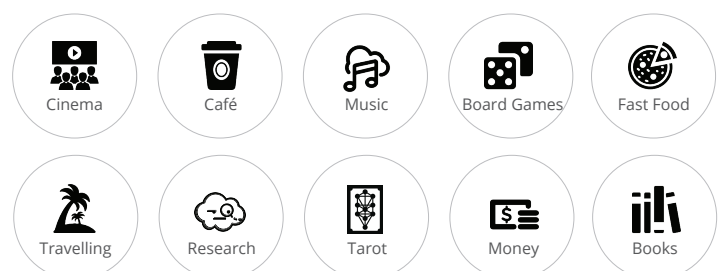 Cinema
Café
Music
Board Games
Fast Food
Travelling
Research
Tarot
$
Money
Books